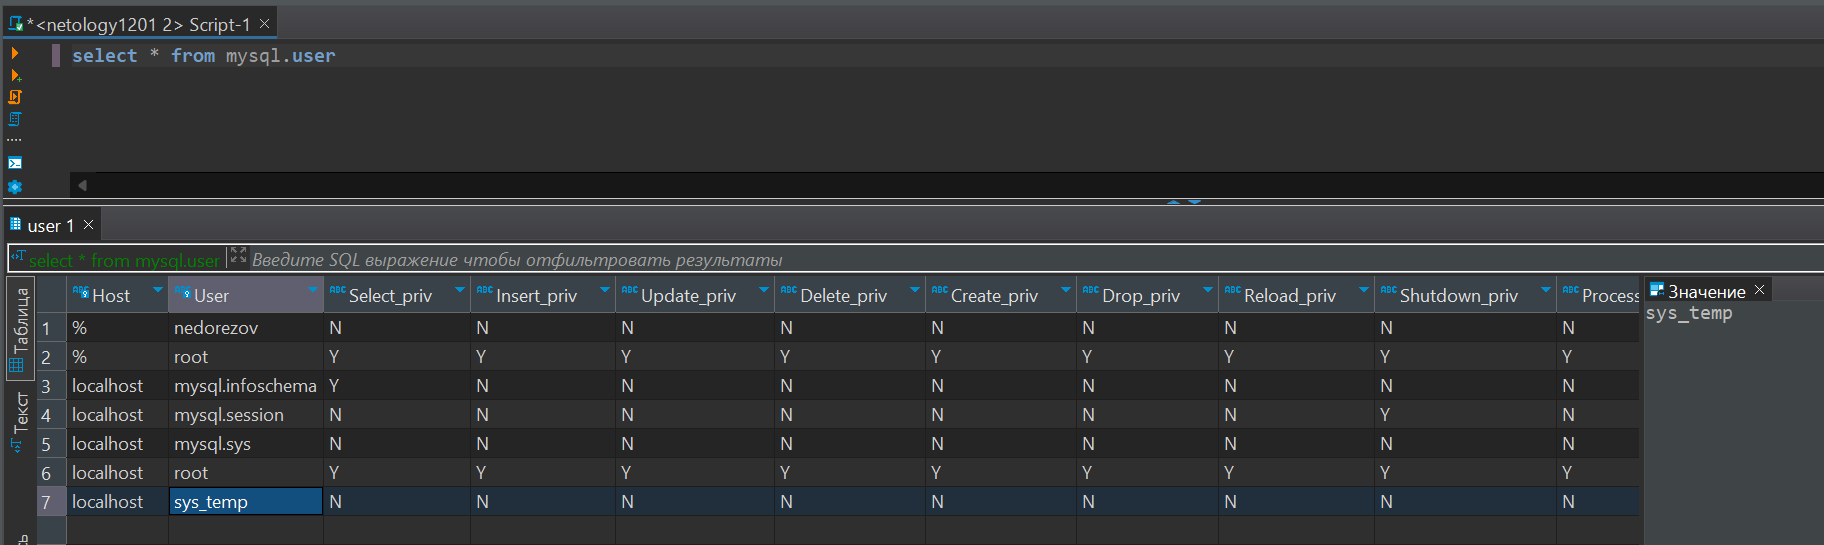 *<netology1201 2> Script-1
select * from mysql.user
user 1
select * from mysql.user Введите SQL выражение чтобы отфильтровать результаты
Host User Select_priv Insert_priv Update_priv Delete_priv Create_priv Drop_priv Reload_priv Shutdown_priv Process
1 % nedorezov N N N N N N N N N
2 % root Y Y Y Y Y Y Y Y Y
3 localhost mysql.infoschema Y N N N N N N N N
4 localhost mysql.session N N N N N N N Y N
5 localhost mysql.sys N N N N N N N N N
6 localhost root Y Y Y Y Y Y Y Y Y
7 localhost sys_temp N N N N N N N N N
Таблица
Текст
Значение
sys_temp